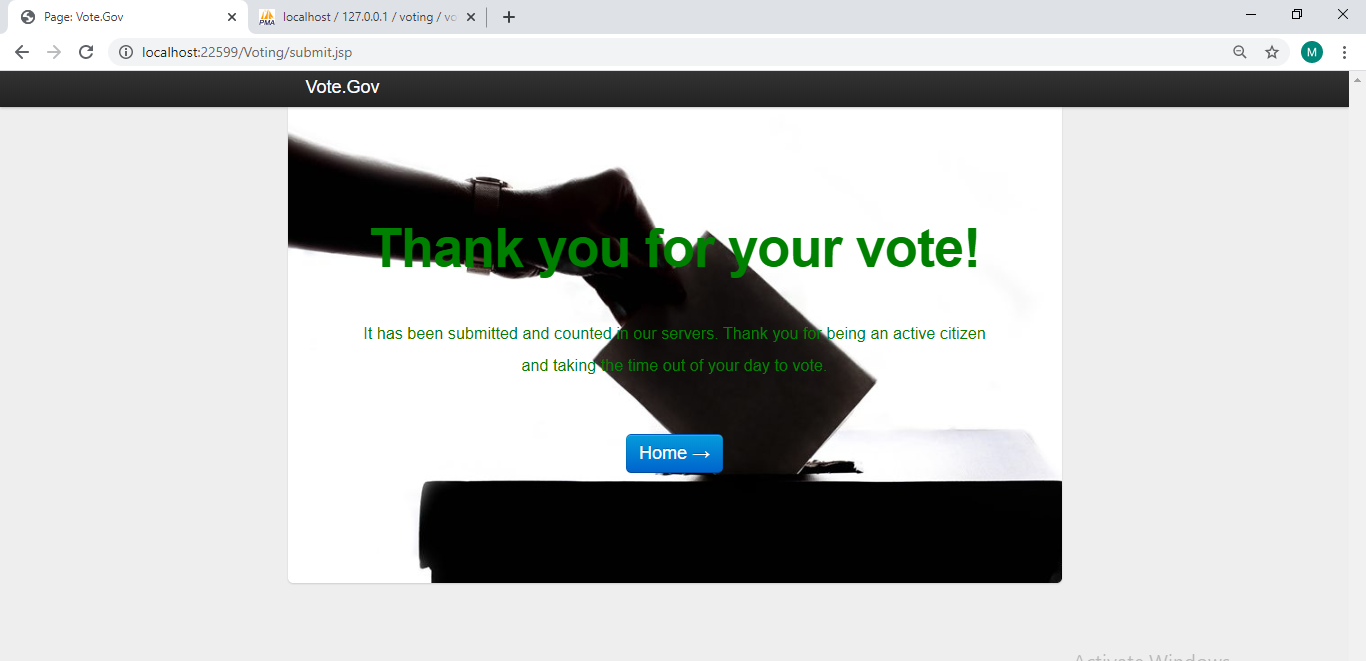 Page: Vote.Gov
PMA
localhost / 127.0.0.1 / voting / vo
localhost:22599/Voting/submit.jsp
M
Vote.Gov
Thank you for your vote!
It has been submitted and counted in our servers. Thank you for being an active citizen
and taking the time out of your day to vote.
Home →
Activate Windows